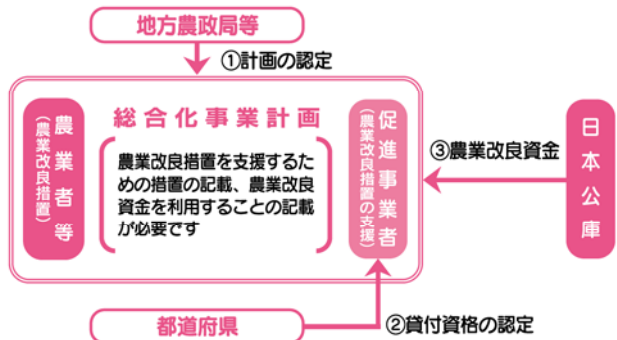 地方農政局等
①計画の認定
総合化事業計画
農業者等
（農業改良措置）
農業改良措置を支援するた
めの措置の記載、農業改良
資金を利用することの記載
が必要です
促進事業者
（農業改良措置の支援）
③農業改良資金
日本公庫
都道府県
②貸付資格の認定